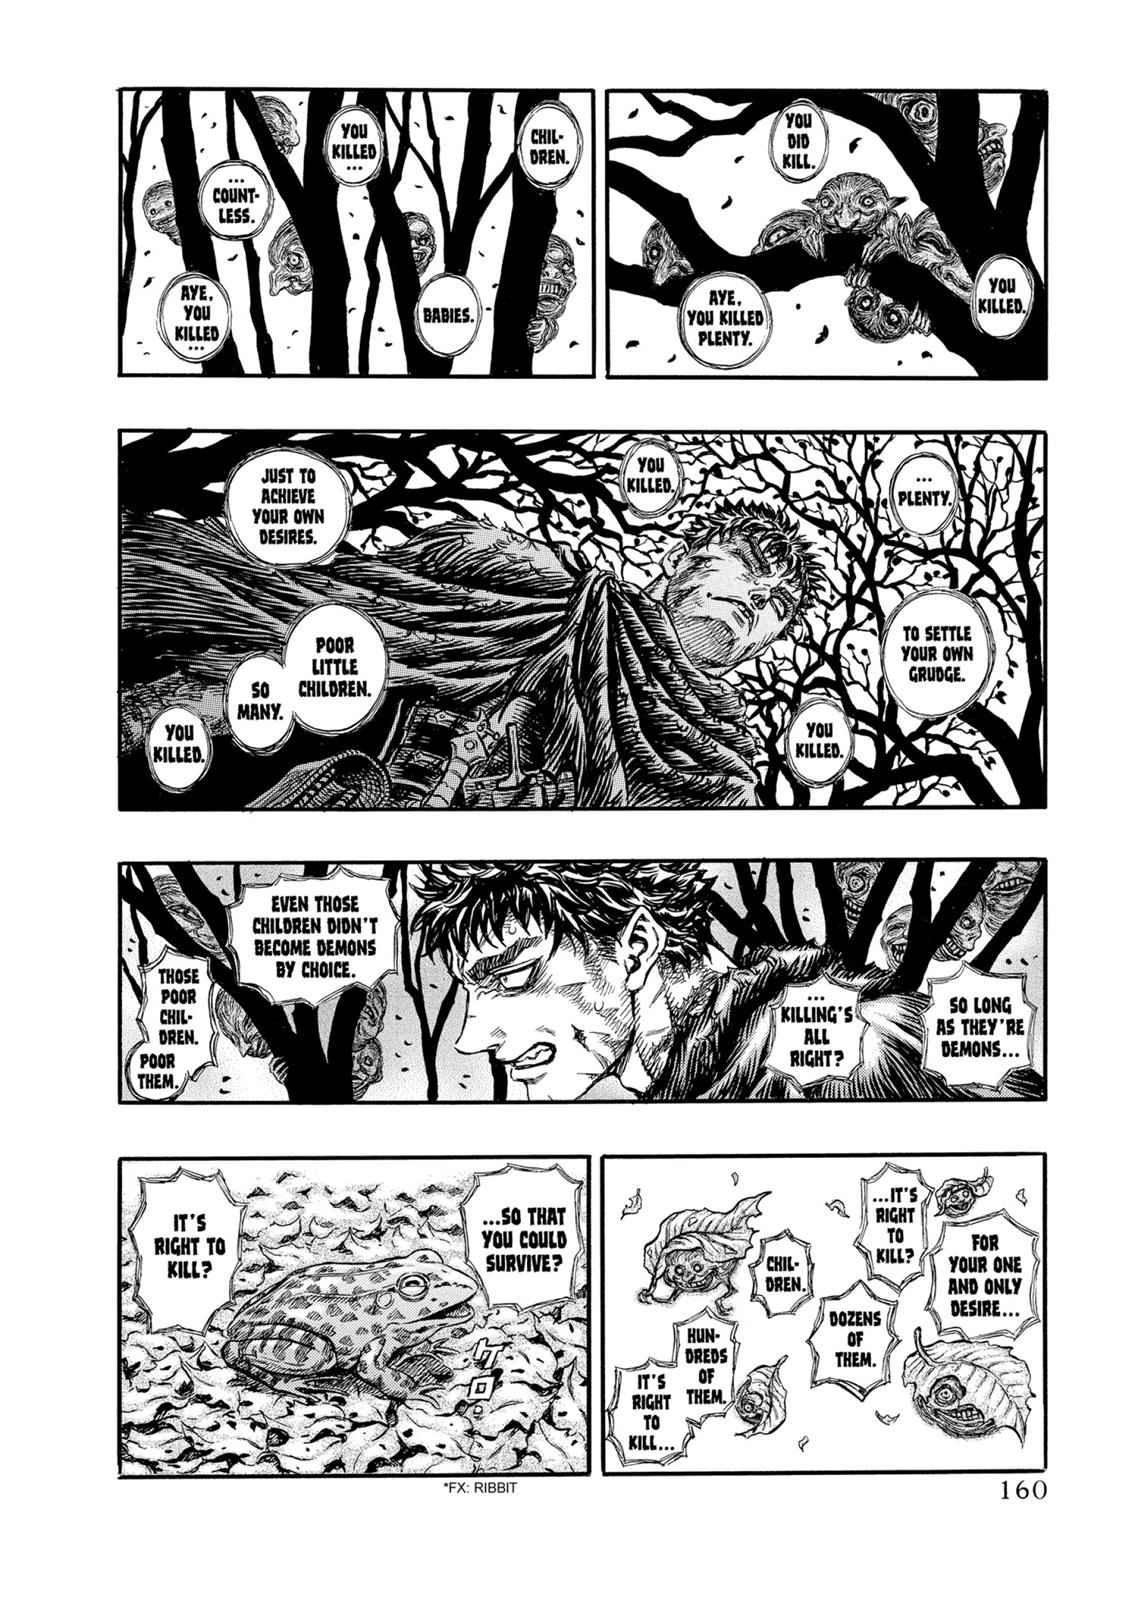 YOU
DID
KILL.
YOU
KILLED.
AYE,
YOU KILLED
PLENTY.
CHIL-
DREN.
YOU
KILLED
...
BABIES.
...
COUNT-
LESS.
AYE,
YOU
KILLED
...
...
PLENTY.
TO SETTLE
YOUR OWN
GRUDGE.
YOU
KILLED.
YOU
KILLED.
JUST TO
ACHIEVE
YOUR OWN
DESIRES.
POOR
LITTLE
CHILDREN.
SO
MANY.
YOU
KILLED.
SO LONG
AS THEY'RE
DEMONS...
...
KILLING'S
ALL
RIGHT?
EVEN THOSE
CHILDREN DIDN'T
BECOME DEMONS
BY CHOICE.
THOSE
POOR
CHIL-
DREN.
POOR
THEM.
FOR
YOUR ONE
AND ONLY
DESIRE...
...IT'S
RIGHT
TO
KILL?
DOZENS
OF
THEM.
CHIL-
DREN.
HUN-
DREDS
OF
THEM.
IT'S
RIGHT
TO
KILL...
...SO THAT
YOU COULD
SURVIVE?
IT'S
RIGHT TO
KILL?
ケロ。
*FX: RIBBIT
160